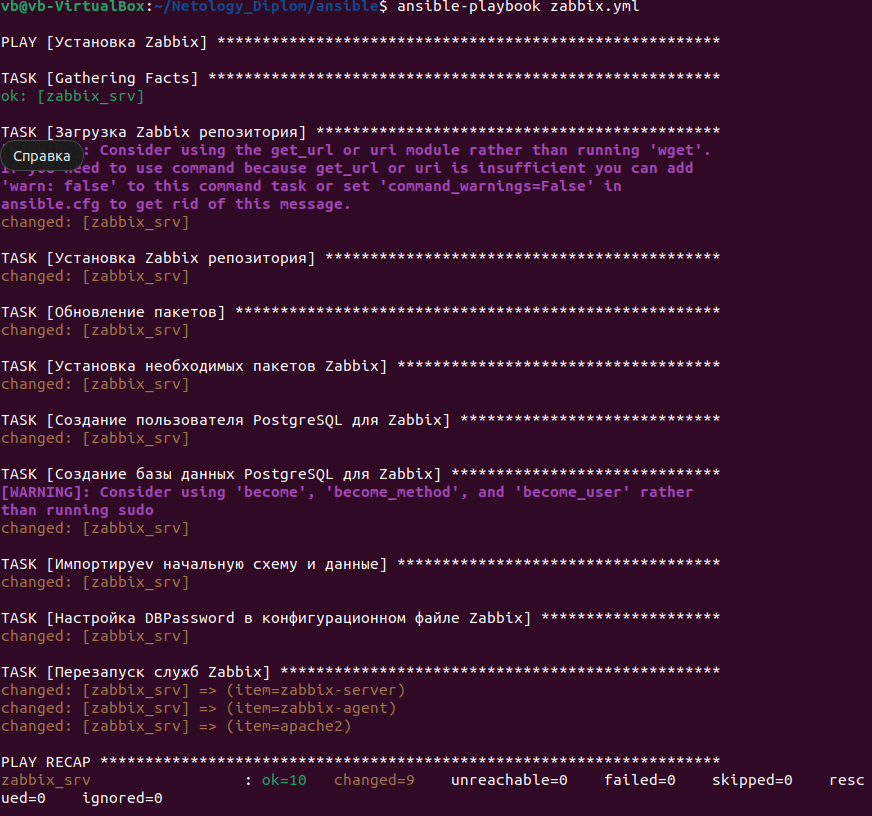 vb@vb-VirtualBox:~/Netology_Diplom/ansible$ ansible-playbook zabbix.yml
PLAY [Установка Zabbix] ********************************************************
TASK [Gathering Facts] *********************************************************
ok: [zabbix_srv]
TASK [Загрузка Zabbix репозитория] *********************************************
: Consider using the get_url or uri module rather than running 'wget'.
Справка
need to use command because get_url or uri is insufficient you can add
'warn: false' to this command task or set 'command_warnings=False' in
ansible.cfg to get rid of this message.
changed: [zabbix_srv]
TASK [Установка Zabbix репозитория] ********************************************
changed: [zabbix_srv]
TASK [Обновление пакетов] ******************************************************
changed: [zabbix_srv]
TASK [Установка необходимых пакетов Zabbix] ************************************
changed: [zabbix_srv]
TASK [Создание пользователя PostgreSQL для Zabbix] *****************************
changed: [zabbix_srv]
TASK [Создание базы данных PostgreSQL для Zabbix] ******************************
[WARNING]: Consider using 'become', 'become_method', and 'become_user' rather
than running sudo
changed: [zabbix_srv]
TASK [Импортируеv начальную схему и данные] ************************************
changed: [zabbix_srv]
TASK [Настройка DBPassword в конфигурационном файле Zabbix] ********************
changed: [zabbix_srv]
TASK [Перезапуск служб Zabbix] *************************************************
changed: [zabbix_srv] => (item=zabbix-server)
changed: [zabbix_srv] => (item=zabbix-agent)
changed: [zabbix_srv] => (item=apache2)
PLAY RECAP *********************************************************************
zabbix_srv                 : ok=10   changed=9    unreachable=0    failed=0    skipped=0    resc
ued=0    ignored=0